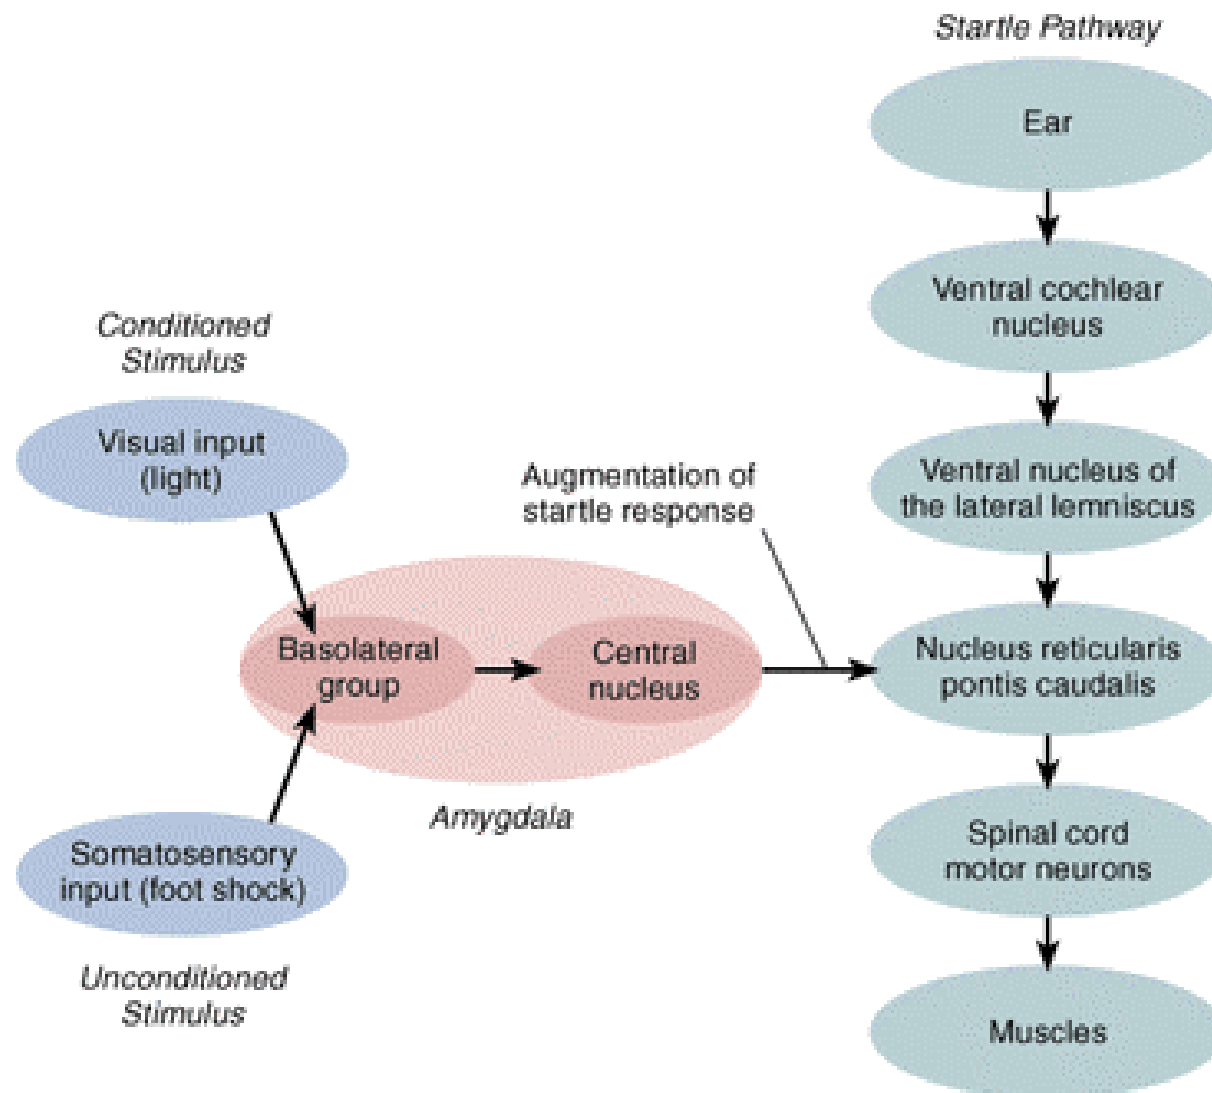 Startle Pathway
Ear
Ventral cochlear
nucleus
Conditioned
Stimulus
Visual input
(light)
Augmentation of
startle response
Ventral nucleus of
the lateral lemniscus
Basolateral
group
Central
nucleus
Nucleus reticularis
pontis caudalis
Amygdala
Somatosensory
input (foot shock)
Spinal cord
motor neurons
Unconditioned
Stimulus
Muscles